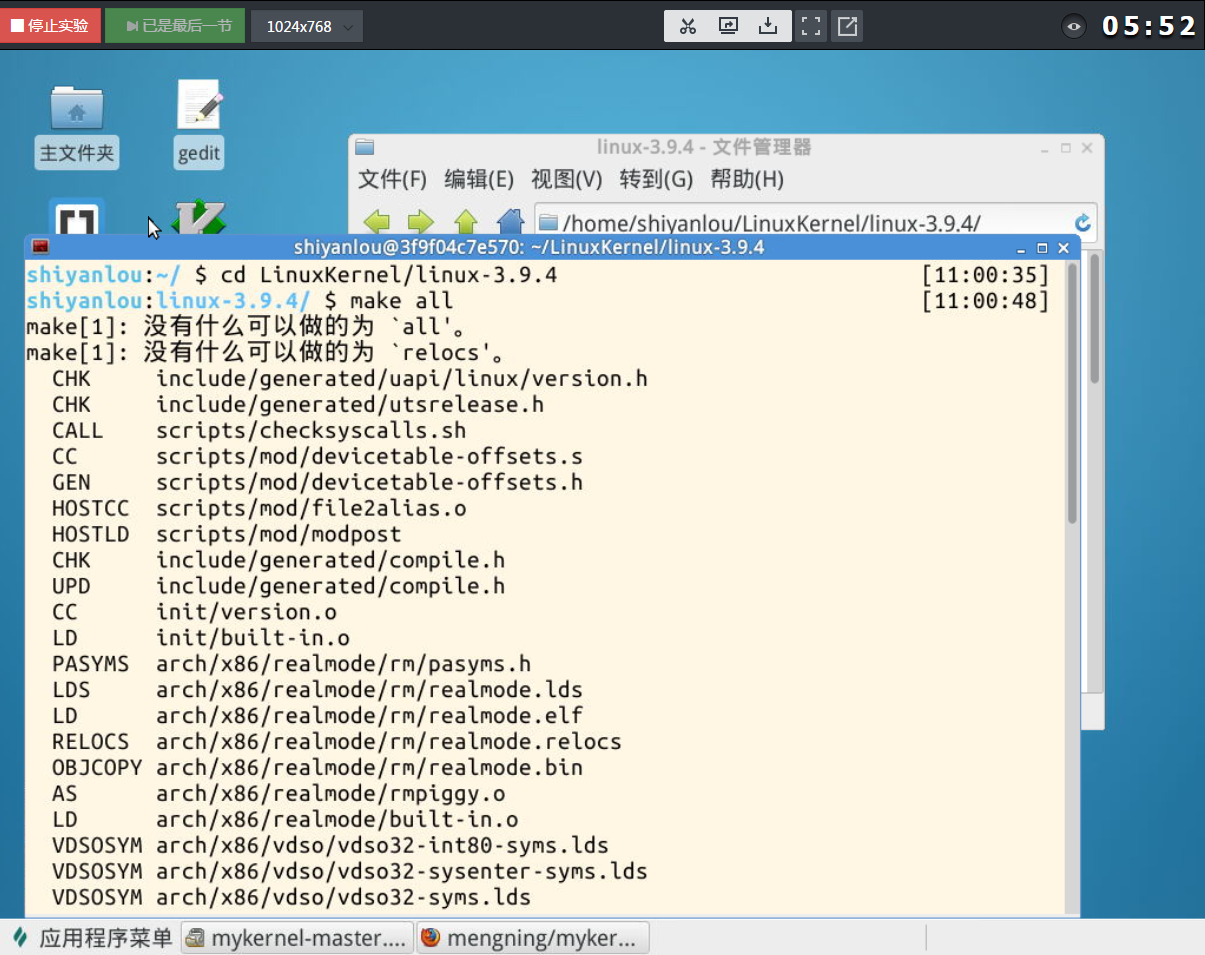 停止实验 已是最后一节 1024x768 05:52
主文件夹
gedit
linux-3.9.4 - 文件管理器
文件(F) 编辑(E) 视图(V) 转到(G) 帮助(H)
/home/shiyanlou/LinuxKernel/linux-3.9.4/
shiyanlou@3f9f04c7e570: ~/LinuxKernel/linux-3.9.4
shiyanlou:~/ $ cd LinuxKernel/linux-3.9.4 [11:00:35]
shiyanlou:linux-3.9.4/ $ make all [11:00:48]
make[1]: 没有什么可以做的为 `all'。
make[1]: 没有什么可以做的为 `relocs'。
CHK include/generated/uapi/linux/version.h
CHK include/generated/utsrelease.h
CALL scripts/checksyscalls.sh
CC scripts/mod/devicetable-offsets.s
GEN scripts/mod/devicetable-offsets.h
HOSTCC scripts/mod/file2alias.o
HOSTLD scripts/mod/modpost
CHK include/generated/compile.h
UPD include/generated/compile.h
CC init/version.o
LD init/built-in.o
PASYMS arch/x86/realmode/rm/pasyms.h
LDS arch/x86/realmode/rm/realmode.lds
LD arch/x86/realmode/rm/realmode.elf
RELOCS arch/x86/realmode/rm/realmode.relocs
OBJCOPY arch/x86/realmode/rm/realmode.bin
AS arch/x86/realmode/rmpiggy.o
LD arch/x86/realmode/built-in.o
VDSOSYM arch/x86/vdso/vdso32-int80-syms.lds
VDSOSYM arch/x86/vdso/vdso32-sysenter-syms.lds
VDSOSYM arch/x86/vdso/vdso32-syms.lds
应用程序菜单 mykernel-master.... mengning/myker...